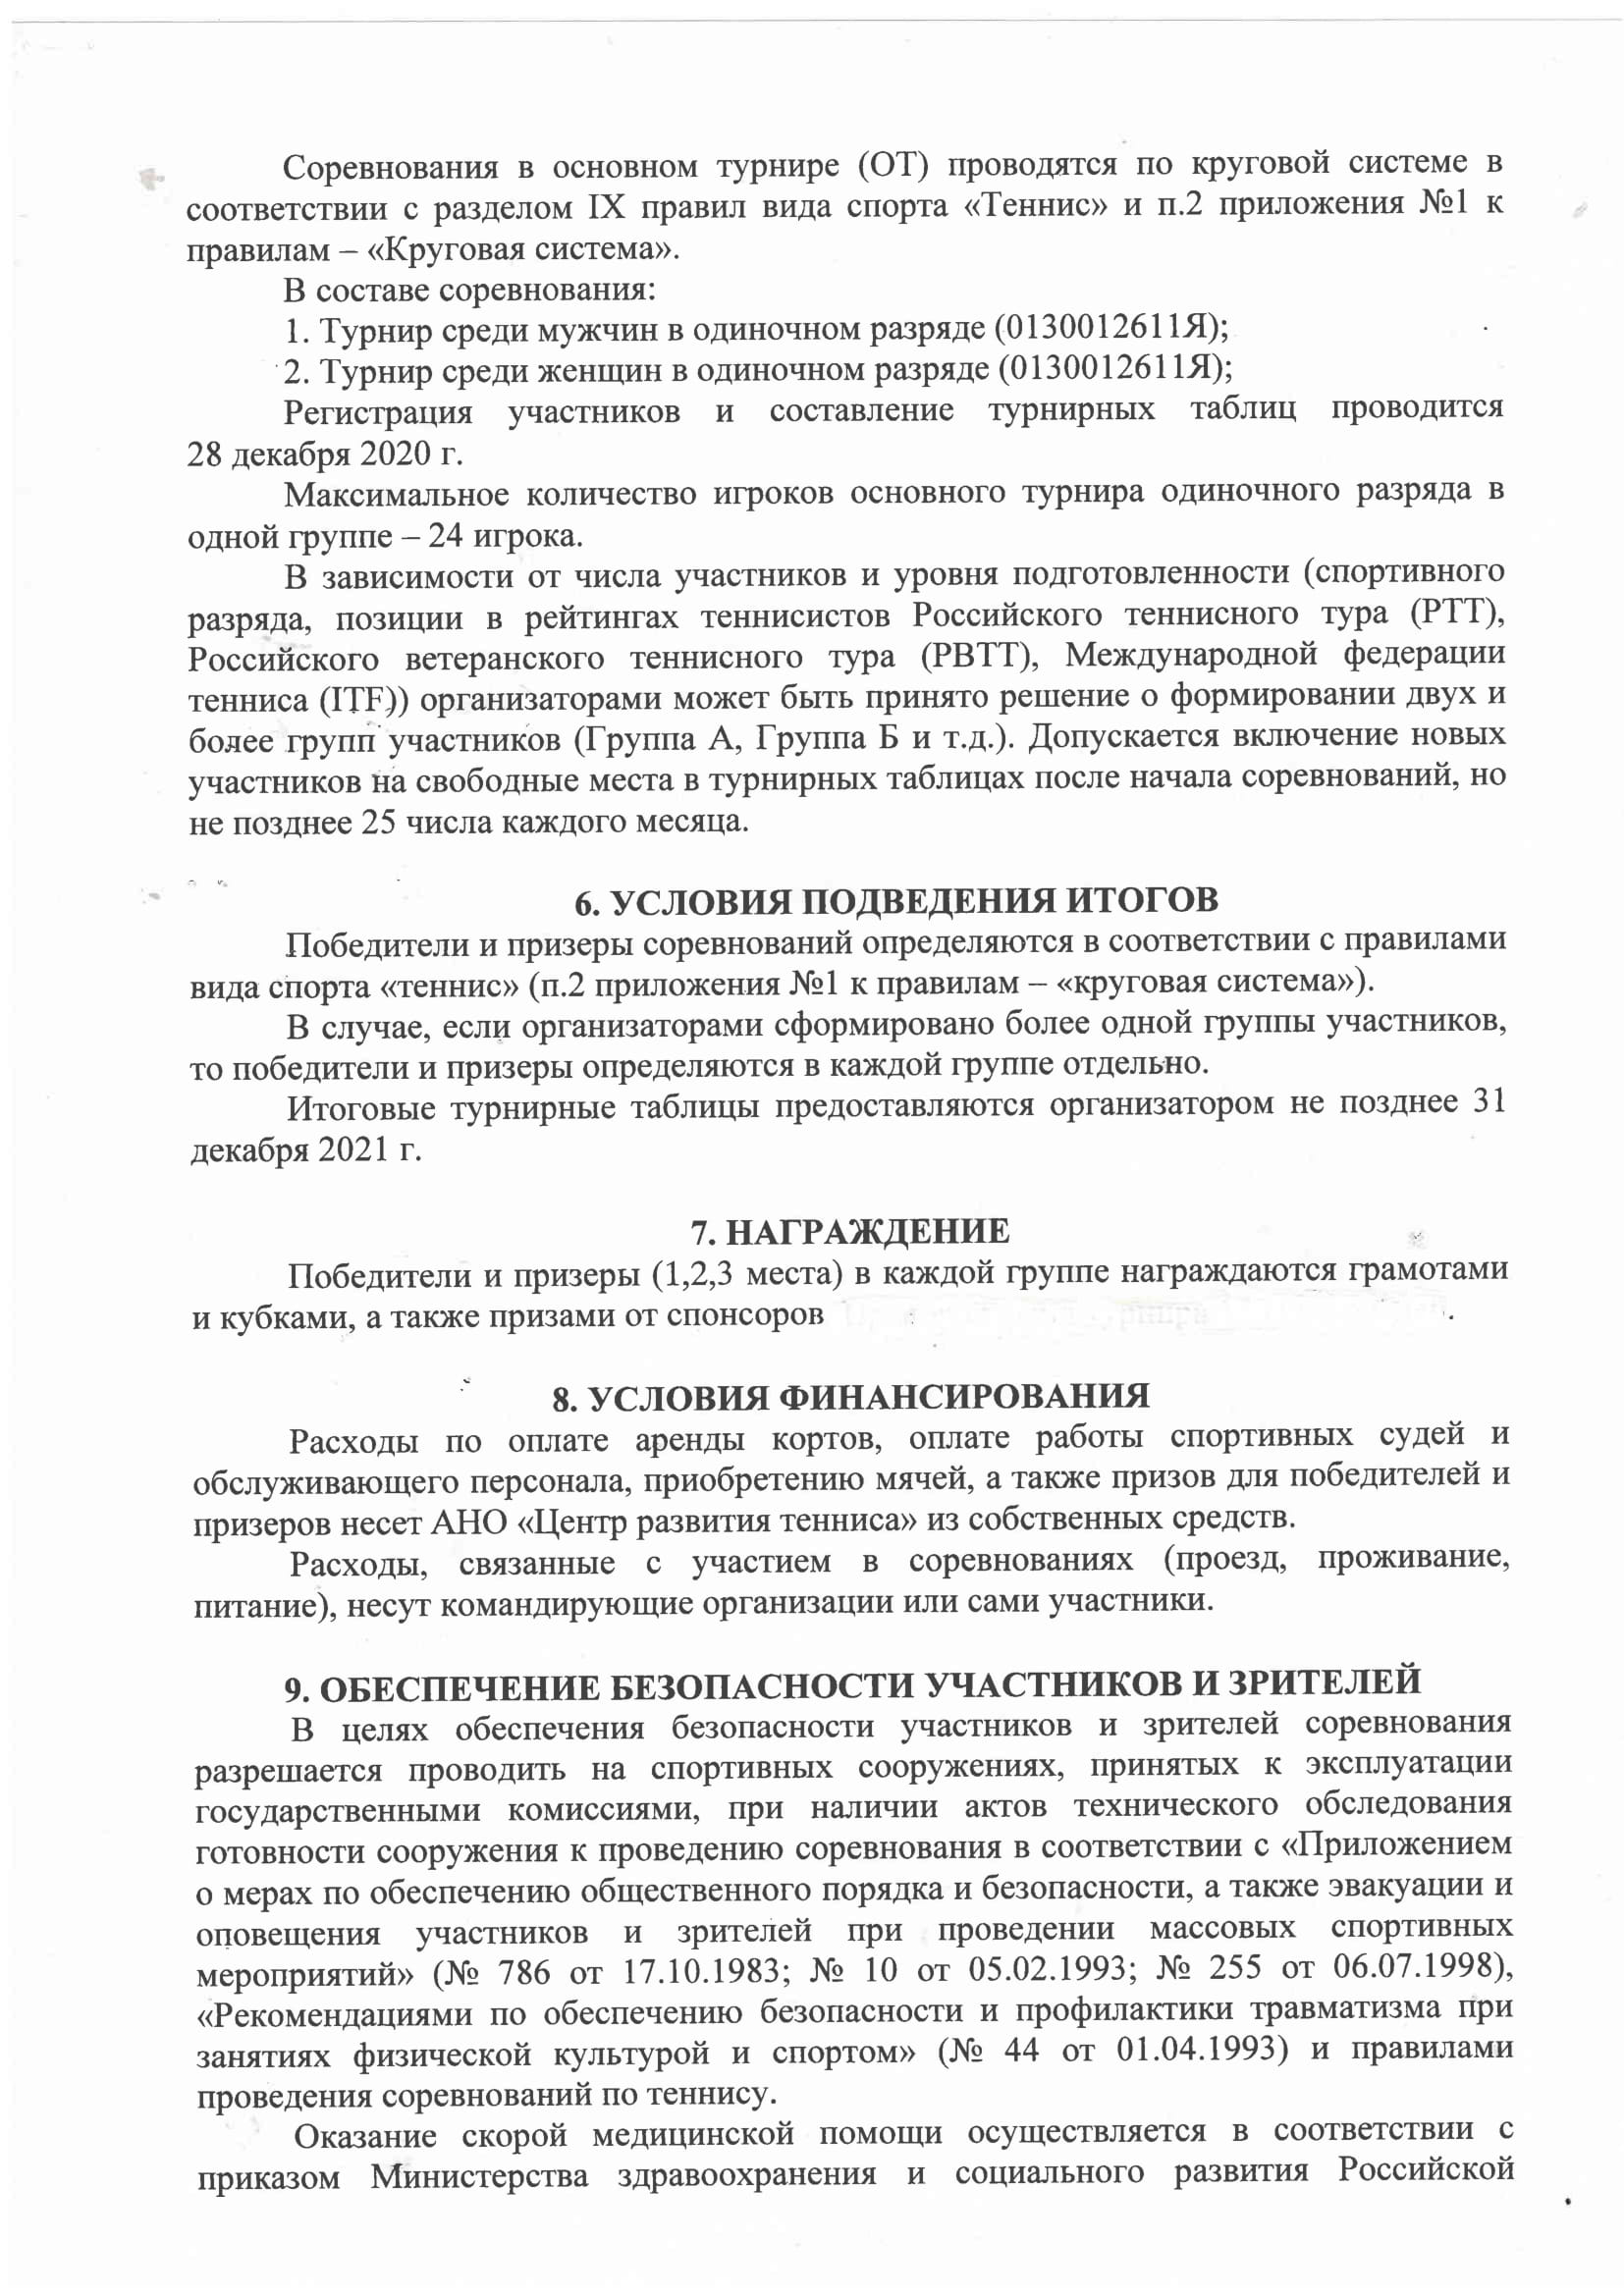 Соревнования в основном турнире (ОТ) проводятся по круговой системе в
соответствии с разделом IX правил вида спорта «Теннис» и п.2 приложения №1 к
правилам – «Круговая система».
В составе соревнования:
1. Турнир среди мужчин в одиночном разряде (0130012611Я);
2. Турнир среди женщин в одиночном разряде (0130012611Я);
Регистрация участников и составление турнирных таблиц проводится
28 декабря 2020 г.
Максимальное количество игроков основного турнира одиночного разряда в
одной группе – 24 игрока.
В зависимости от числа участников и уровня подготовленности (спортивного
разряда, позиции в рейтингах теннисистов Российского теннисного тура (РТТ),
Российского ветеранского теннисного тура (РВТТ), Международной федерации
тенниса (ITF)) организаторами может быть принято решение о формировании двух и
более групп участников (Группа А, Группа Б и т.д.). Допускается включение новых
участников на свободные места в турнирных таблицах после начала соревнований, но
не позднее 25 числа каждого месяца.
6. УСЛОВИЯ ПОДВЕДЕНИЯ ИТОГОВ
Победители и призеры соревнований определяются в соответствии с правилами
вида спорта «теннис» (п.2 приложения №1 к правилам – «круговая система»).
В случае, если организаторами сформировано более одной группы участников,
то победители и призеры определяются в каждой группе отдельно.
Итоговые турнирные таблицы предоставляются организатором не позднее 31
декабря 2021 г.
7. НАГРАЖДЕНИЕ
Победители и призеры (1,2,3 места) в каждой группе награждаются грамотами
и кубками, а также призами от спонсоров .
8. УСЛОВИЯ ФИНАНСИРОВАНИЯ
Расходы по оплате аренды кортов, оплате работы спортивных судей и
обслуживающего персонала, приобретению мячей, а также призов для победителей и
призеров несет АНО «Центр развития тенниса» из собственных средств.
Расходы, связанные с участием в соревнованиях (проезд, проживание,
питание), несут командирующие организации или сами участники.
9. ОБЕСПЕЧЕНИЕ БЕЗОПАСНОСТИ УЧАСТНИКОВ И ЗРИТЕЛЕЙ
В целях обеспечения безопасности участников и зрителей соревнования
разрешается проводить на спортивных сооружениях, принятых к эксплуатации
государственными комиссиями, при наличии актов технического обследования
готовности сооружения к проведению соревнования в соответствии с «Приложением
о мерах по обеспечению общественного порядка и безопасности, а также эвакуации и
оповещения участников и зрителей при проведении массовых спортивных
мероприятий» (№ 786 от 17.10.1983; № 10 от 05.02.1993; № 255 от 06.07.1998),
«Рекомендациями по обеспечению безопасности и профилактики травматизма при
занятиях физической культурой и спортом» (№ 44 от 01.04.1993) и правилами
проведения соревнований по теннису.
Оказание скорой медицинской помощи осуществляется в соответствии с
приказом Министерства здравоохранения и социального развития Российской